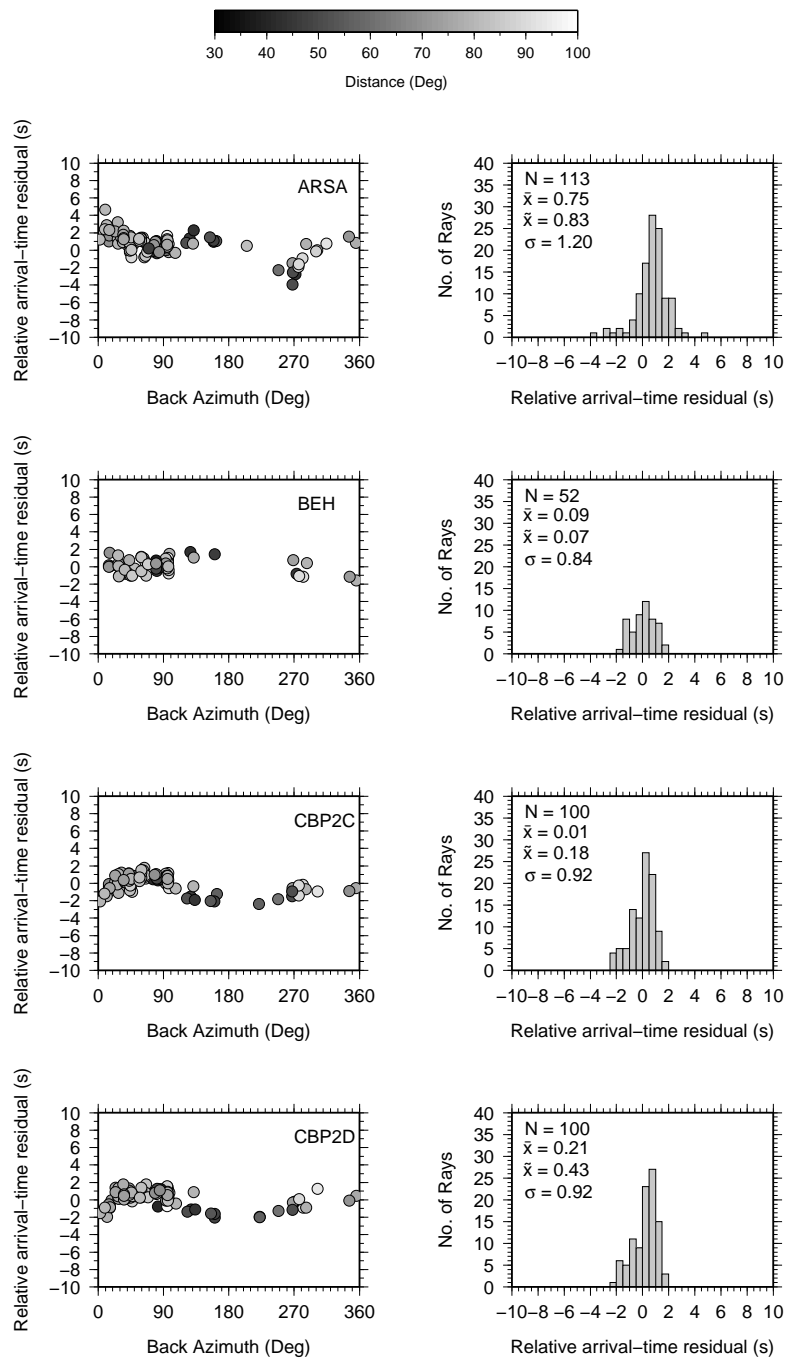 30 40 50 60 70 80 90 100
Distance (Deg)
Relative arrival−time residual (s)
10
8
6
4
2
0
−2
−4
−6
−8
−10
ARSA
0 90 180 270 360
Back Azimuth (Deg)
No. of Rays
40
35
30
25
20
15
10
5
0
N = 113
x̄ = 0.75
x̃ = 0.83
σ = 1.20
−10 −8 −6 −4 −2 0 2 4 6 8 10
Relative arrival−time residual (s)
Relative arrival−time residual (s)
10
8
6
4
2
0
−2
−4
−6
−8
−10
BEH
0 90 180 270 360
Back Azimuth (Deg)
No. of Rays
40
35
30
25
20
15
10
5
0
N = 52
x̄ = 0.09
x̃ = 0.07
σ = 0.84
−10 −8 −6 −4 −2 0 2 4 6 8 10
Relative arrival−time residual (s)
Relative arrival−time residual (s)
10
8
6
4
2
0
−2
−4
−6
−8
−10
CBP2C
0 90 180 270 360
Back Azimuth (Deg)
No. of Rays
40
35
30
25
20
15
10
5
0
N = 100
x̄ = 0.01
x̃ = 0.18
σ = 0.92
−10 −8 −6 −4 −2 0 2 4 6 8 10
Relative arrival−time residual (s)
Relative arrival−time residual (s)
10
8
6
4
2
0
−2
−4
−6
−8
−10
CBP2D
0 90 180 270 360
Back Azimuth (Deg)
No. of Rays
40
35
30
25
20
15
10
5
0
N = 100
x̄ = 0.21
x̃ = 0.43
σ = 0.92
−10 −8 −6 −4 −2 0 2 4 6 8 10
Relative arrival−time residual (s)